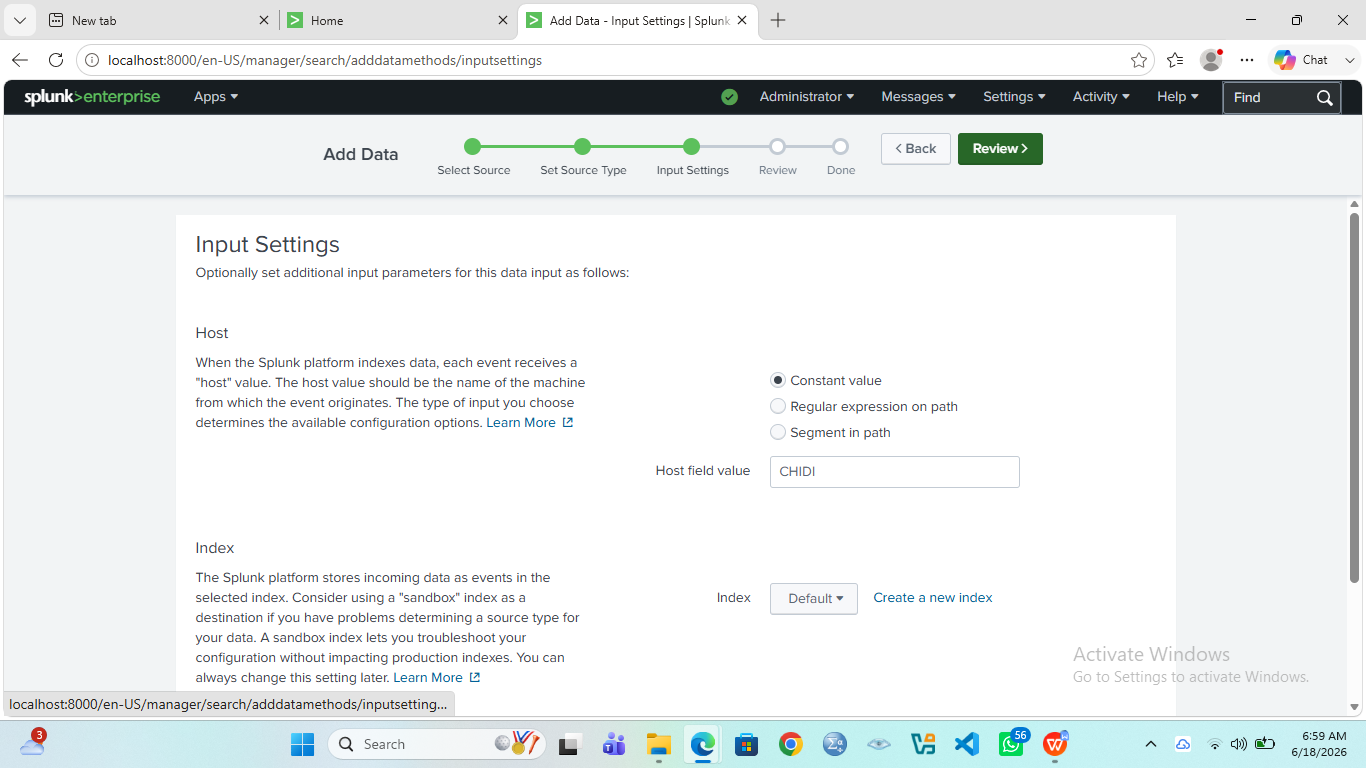 New tab
Home
Add Data - Input Settings | Splunk
localhost:8000/en-US/manager/search/adddatamethods/inputsettings
Chat
splunk>enterprise
Apps
Administrator
Messages
Settings
Activity
Help
Find
Add Data
Select Source
Set Source Type
Input Settings
Review
Done
< Back
Review >
Input Settings
Optionally set additional input parameters for this data input as follows:
Host
When the Splunk platform indexes data, each event receives a
"host" value. The host value should be the name of the machine
from which the event originates. The type of input you choose
determines the available configuration options. Learn More
Constant value
Regular expression on path
Segment in path
Host field value
CHIDI
Index
The Splunk platform stores incoming data as events in the
selected index. Consider using a "sandbox" index as a
destination if you have problems determining a source type for
your data. A sandbox index lets you troubleshoot your
configuration without impacting production indexes. You can
always change this setting later. Learn More
Index
Default
Create a new index
Activate Windows
Go to Settings to activate Windows.
localhost:8000/en-US/manager/search/adddatamethods/inputsetting...
3
Search
56
6:59 AM
6/18/2026